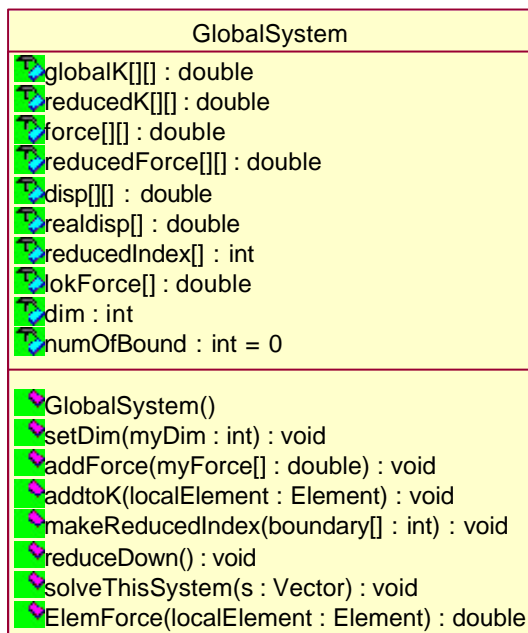 GlobalSystem
globalK[][] : double
reducedK[][] : double
force[][] : double
reducedForce[][] : double
disp[][] : double
realdisp[] : double
reducedIndex[] : int
lokForce[] : double
dim : int
numOfBound : int = 0
GlobalSystem()
setDim(myDim : int) : void
addForce(myForce[] : double) : void
addtoK(localElement : Element) : void
makeReducedIndex(boundary[] : int) : void
reduceDown() : void
solveThisSystem(s : Vector) : void
ElemForce(localElement : Element) : double